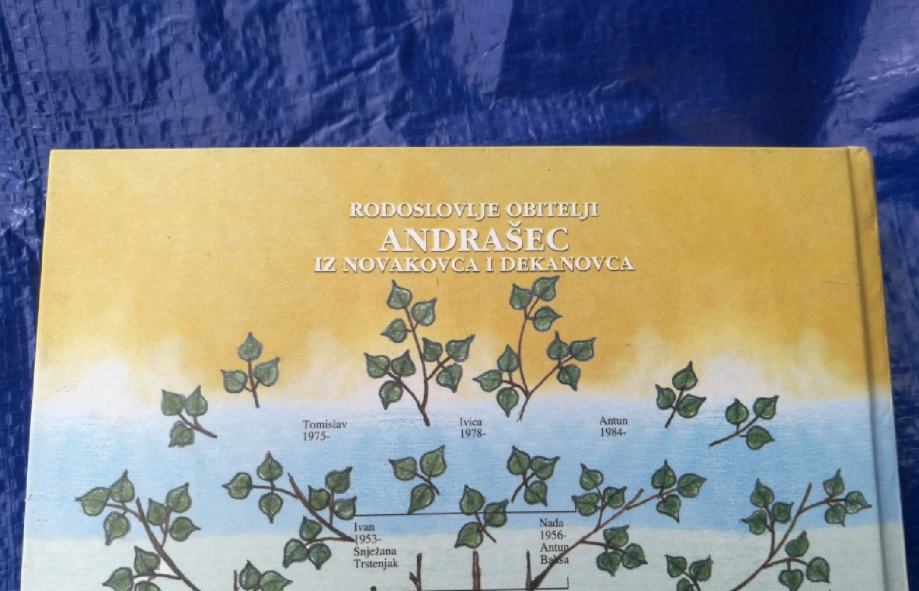 RODOSLOVLJE OBITELJI
ANDRAŠEC
IZ NOVAKOVCA I DEKANOVCA
Tomislav
1975-
Ivica
1978-
Antun
1984-
Ivan
1953-
Snježana
Trstenjak
Nada
1956-
Antun
Baksa